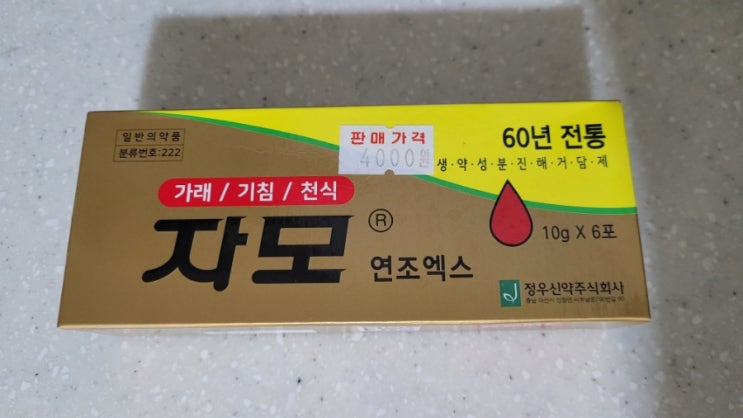 일반의약품
분류번호:222
판매가격
4000원
60년 전통
생·약·성·분·진·해·거·담·제
가래 / 기침 / 천식
자모®
연조엑스
10g X 6포
정우신약주식회사